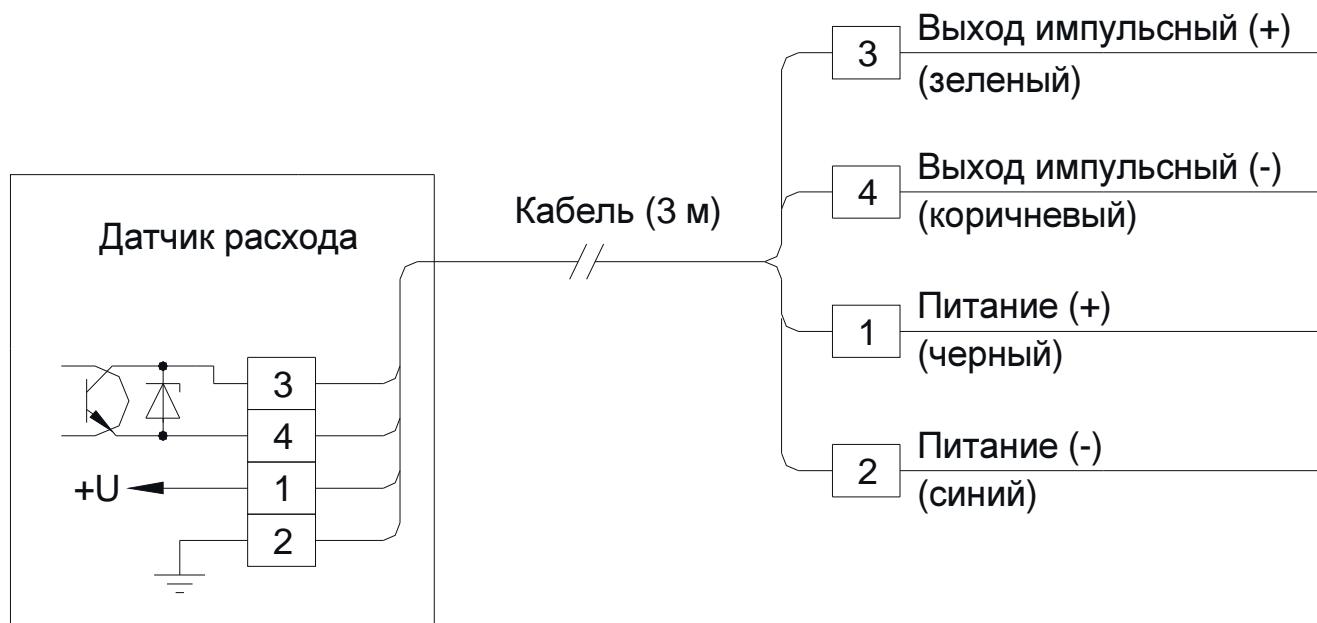 Датчик расхода
3
4
+U
1
2
Кабель (3 м)
3
Выход импульсный (+)
(зеленый)
4
Выход импульсный (-)
(коричневый)
1
Питание (+)
(черный)
2
Питание (-)
(синий)